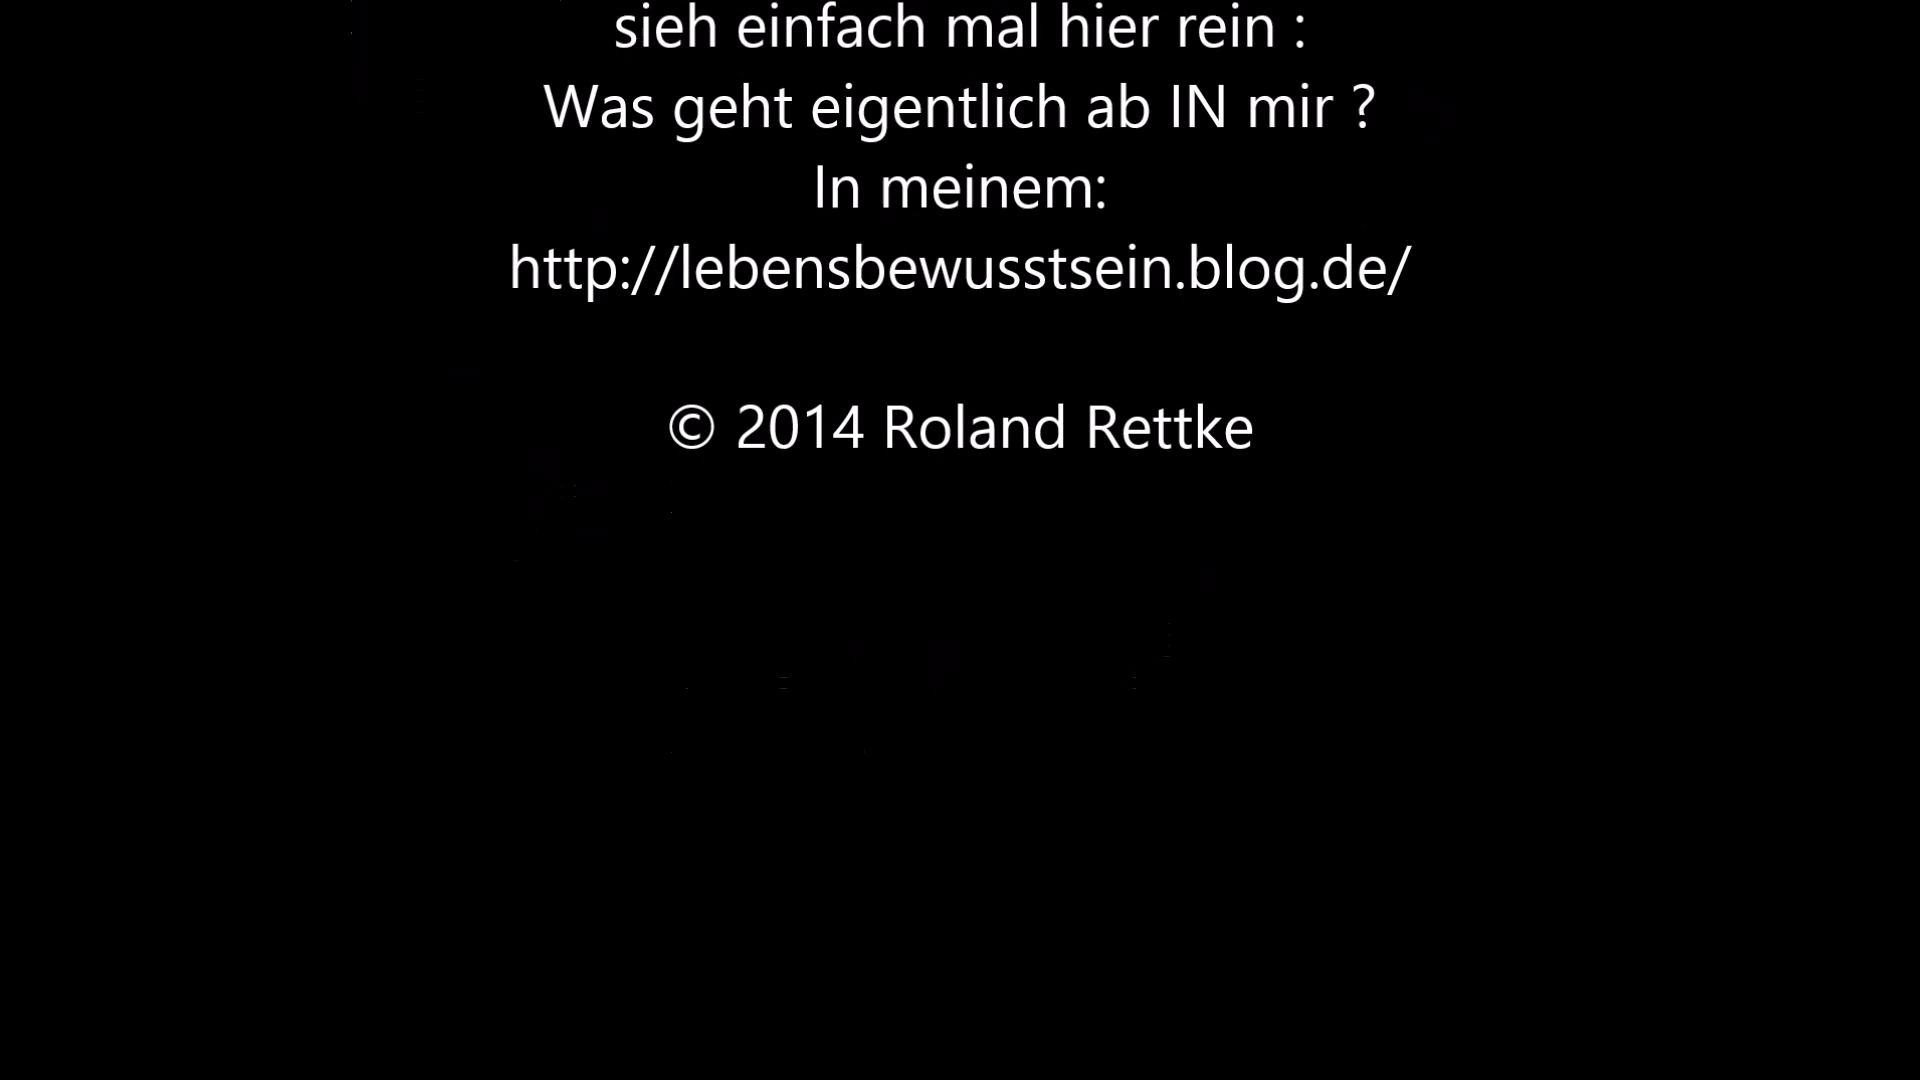 sieh einfach mal hier rein :
Was geht eigentlich ab IN mir ?
In meinem:
http://lebensbewusstsein.blog.de/
© 2014 Roland Rettke